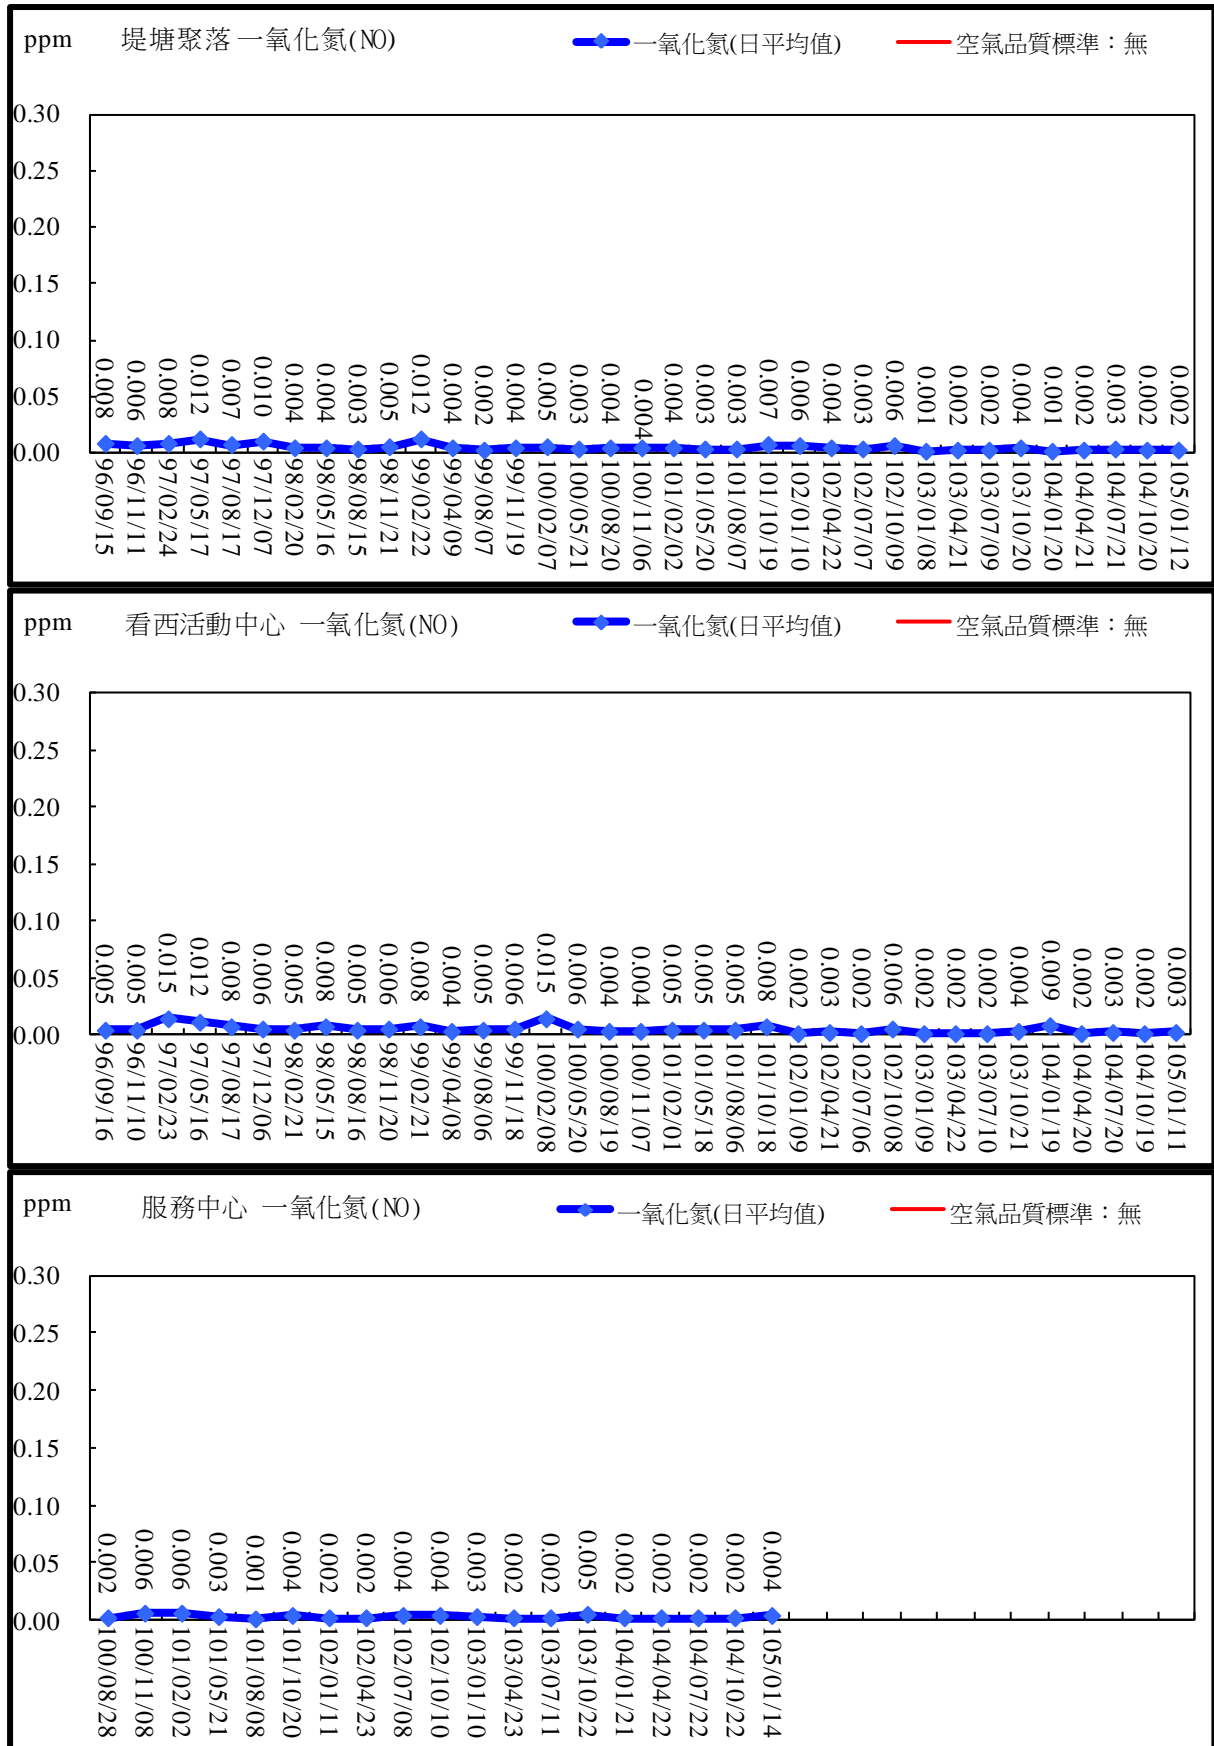 ppm 堤塘聚落 一氧化氮(NO) 一氧化氮(日平均值) 空氣品質標準：無
0.30
0.25
0.20
0.15
0.10
0.05
0.00
0.008 0.006 0.008 0.012 0.007 0.010 0.004 0.004 0.003 0.005 0.012 0.004 0.002 0.004 0.005 0.003 0.004 0.004 0.004 0.003 0.003 0.007 0.006 0.004 0.003 0.006 0.001 0.002 0.002 0.004 0.001 0.002 0.003 0.002 0.002
96/09/15 96/11/11 97/02/24 97/05/17 97/08/17 97/12/07 98/02/20 98/05/16 98/08/15 98/11/21 99/02/22 99/04/09 99/08/07 99/11/19 100/02/07 100/05/21 100/08/20 100/11/06 101/02/02 101/05/20 101/08/07 101/10/19 102/01/10 102/04/22 102/07/07 102/10/09 103/01/08 103/04/21 103/07/09 103/10/20 104/01/20 104/04/21 104/07/21 104/10/20 105/01/12
ppm 看西活動中心 一氧化氮(NO) 一氧化氮(日平均值) 空氣品質標準：無
0.30
0.25
0.20
0.15
0.10
0.05
0.00
0.005 0.005 0.015 0.012 0.008 0.006 0.005 0.008 0.005 0.006 0.008 0.004 0.005 0.006 0.015 0.006 0.004 0.004 0.005 0.005 0.005 0.008 0.002 0.003 0.002 0.006 0.002 0.002 0.002 0.004 0.009 0.002 0.003 0.002 0.003
96/09/16 96/11/10 97/02/23 97/05/16 97/08/17 97/12/06 98/02/21 98/05/15 98/08/16 98/11/20 99/02/21 99/04/08 99/08/06 99/11/18 100/02/08 100/05/20 100/08/19 100/11/07 101/02/01 101/05/18 101/08/06 101/10/18 102/01/09 102/04/21 102/07/06 102/10/08 103/01/09 103/04/22 103/07/10 103/10/21 104/01/19 104/04/20 104/07/20 104/10/19 105/01/11
ppm 服務中心 一氧化氮(NO) 一氧化氮(日平均值) 空氣品質標準：無
0.30
0.25
0.20
0.15
0.10
0.05
0.00
0.002 0.006 0.006 0.003 0.001 0.004 0.002 0.002 0.004 0.004 0.003 0.002 0.002 0.005 0.002 0.002 0.002 0.002 0.004
100/08/28 100/11/08 101/02/02 101/05/21 101/08/08 101/10/20 102/01/11 102/04/23 102/07/08 102/10/10 103/01/10 103/04/23 103/07/11 103/10/22 104/01/21 104/04/22 104/07/22 104/10/22 105/01/14